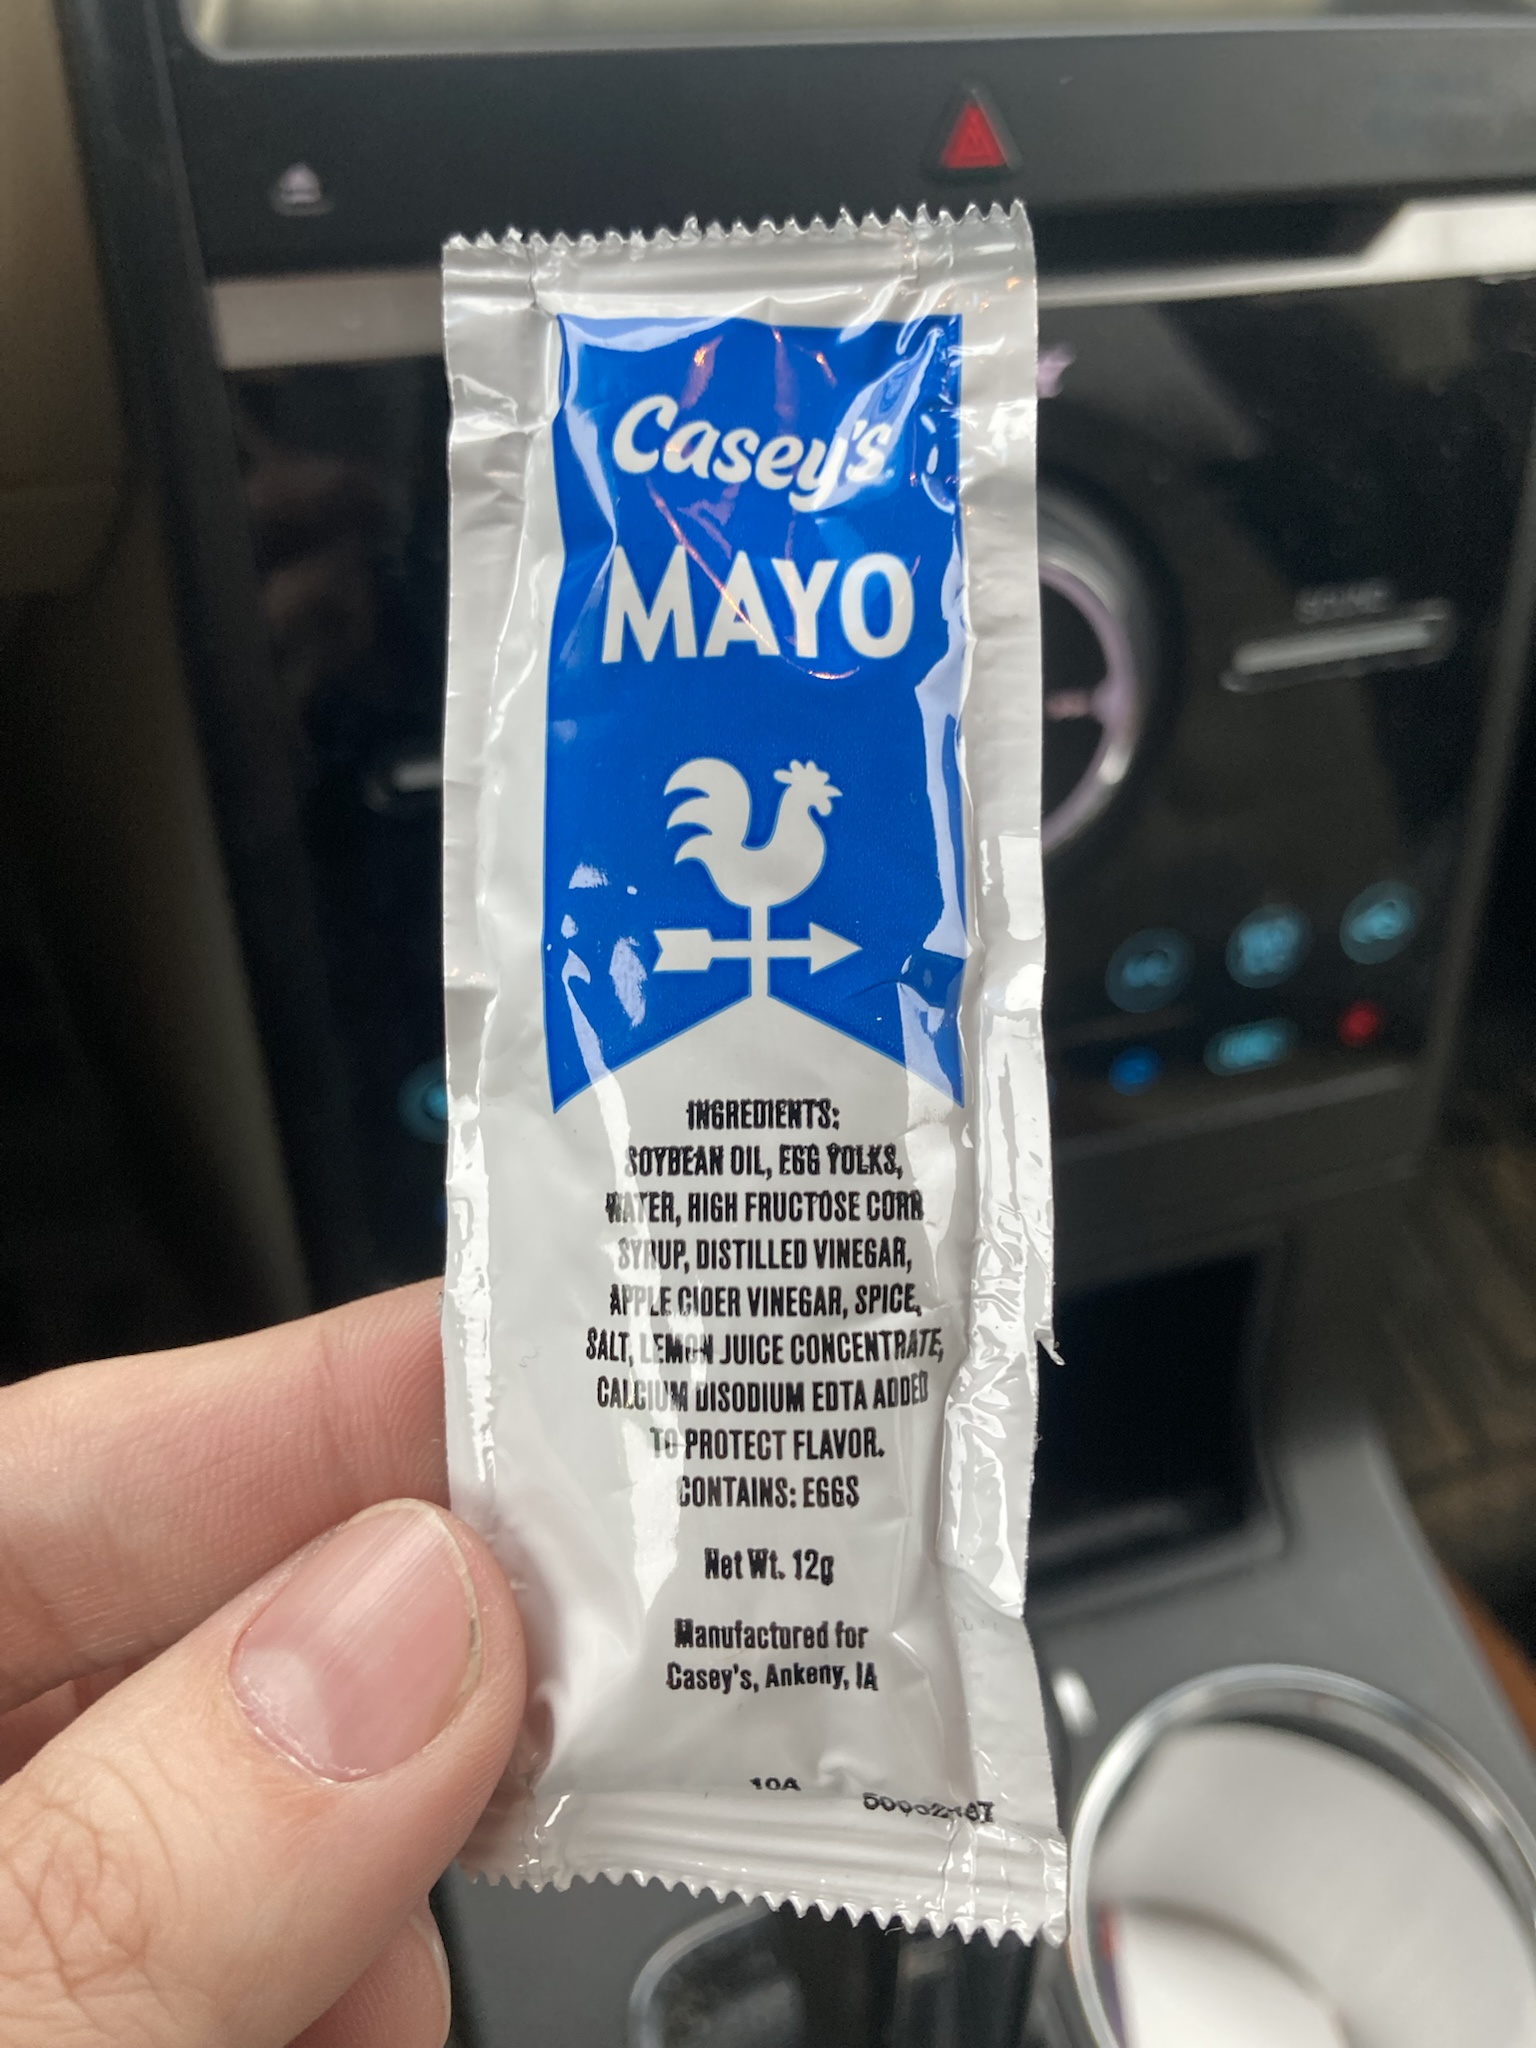 Casey's
MAYO
INGREDIENTS:
SOYBEAN OIL, EGG YOLKS,
WATER, HIGH FRUCTOSE CORN
SYRUP, DISTILLED VINEGAR,
APPLE CIDER VINEGAR, SPICE,
SALT, LEMON JUICE CONCENTRATE,
CALCIUM DISODIUM EDTA ADDED
TO PROTECT FLAVOR.
CONTAINS: EGGS
Net Wt. 12g
Manufactured for
Casey's, Ankeny, IA
10A